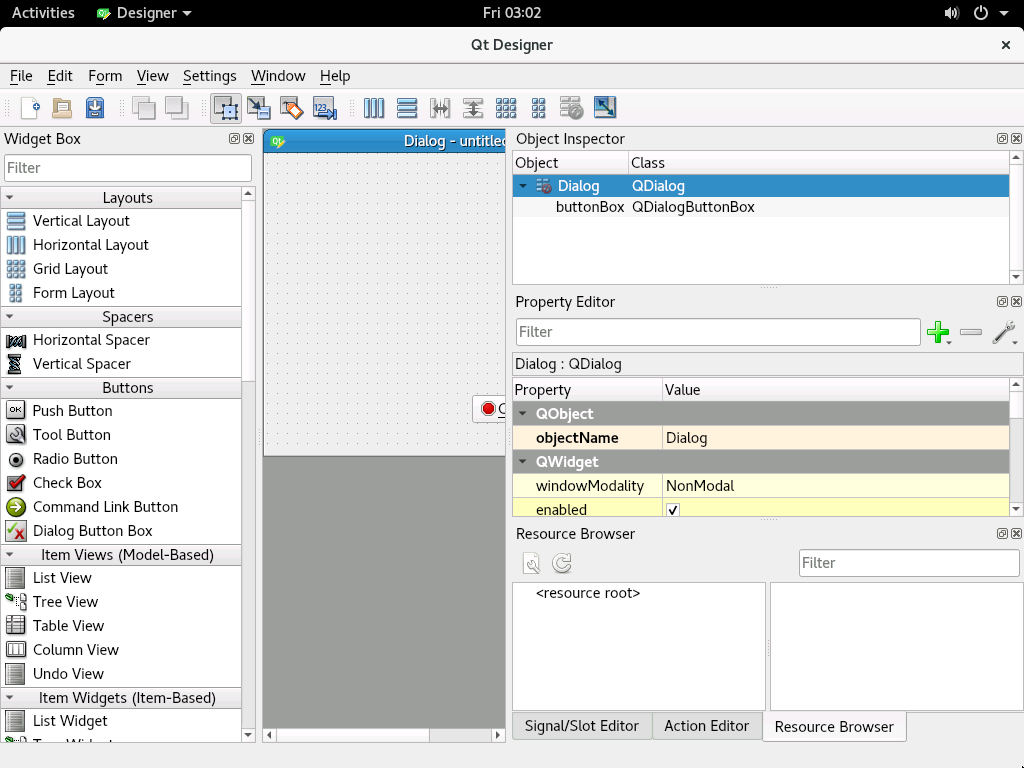 Activities Designer Fri 03:02
Qt Designer
File Edit Form View Settings Window Help
123
Widget Box
Filter
Layouts
Vertical Layout
Horizontal Layout
Grid Layout
Form Layout
Spacers
Horizontal Spacer
Vertical Spacer
Buttons
OK Push Button
Tool Button
Radio Button
Check Box
Command Link Button
Dialog Button Box
Item Views (Model-Based)
List View
Tree View
Table View
Column View
Undo View
Item Widgets (Item-Based)
List Widget
Dialog - untitled
Object Inspector
Object Class
Dialog QDialog
buttonBox QDialogButtonBox
Property Editor
Filter
Dialog : QDialog
Property Value
QObject
objectName Dialog
QWidget
windowModality NonModal
enabled
Resource Browser
Filter
<resource root>
Signal/Slot Editor Action Editor Resource Browser